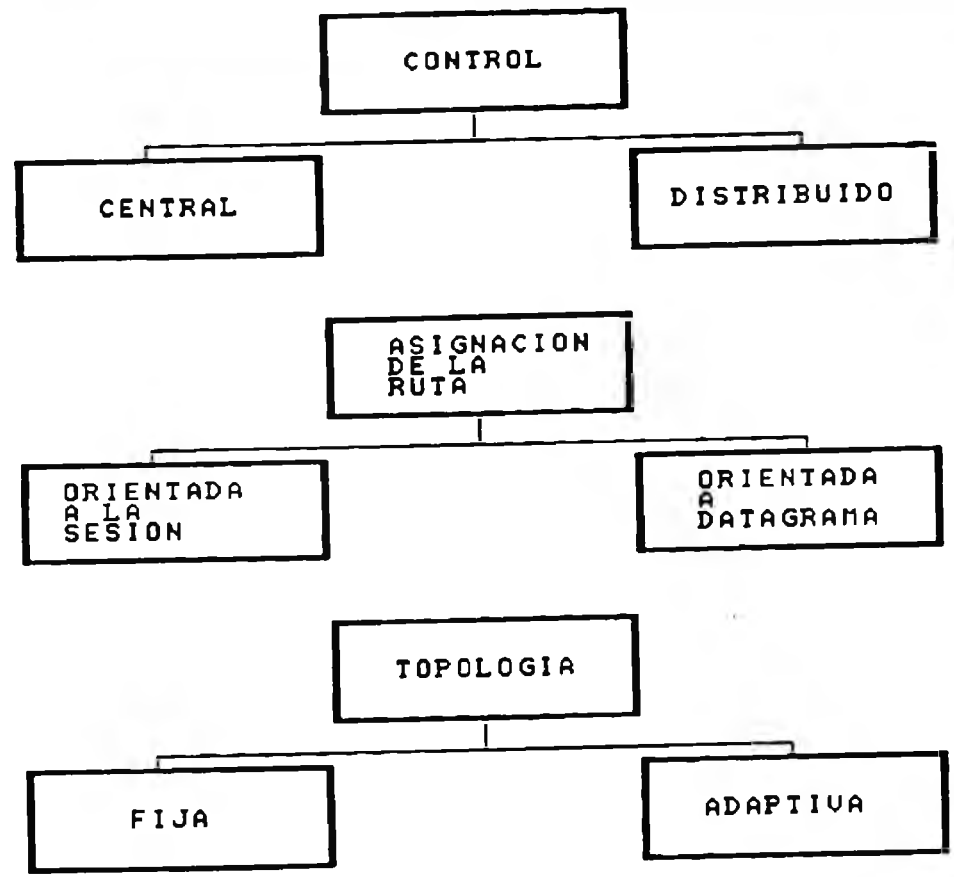 CONTROL
CENTRAL
DISTRIBUIDO
ASIGNACION
DE LA
RUTA
ORIENTADA
A LA
SESION
ORIENTADA
A
DATAGRAMA
TOPOLOGIA
FIJA
ADAPTIVA